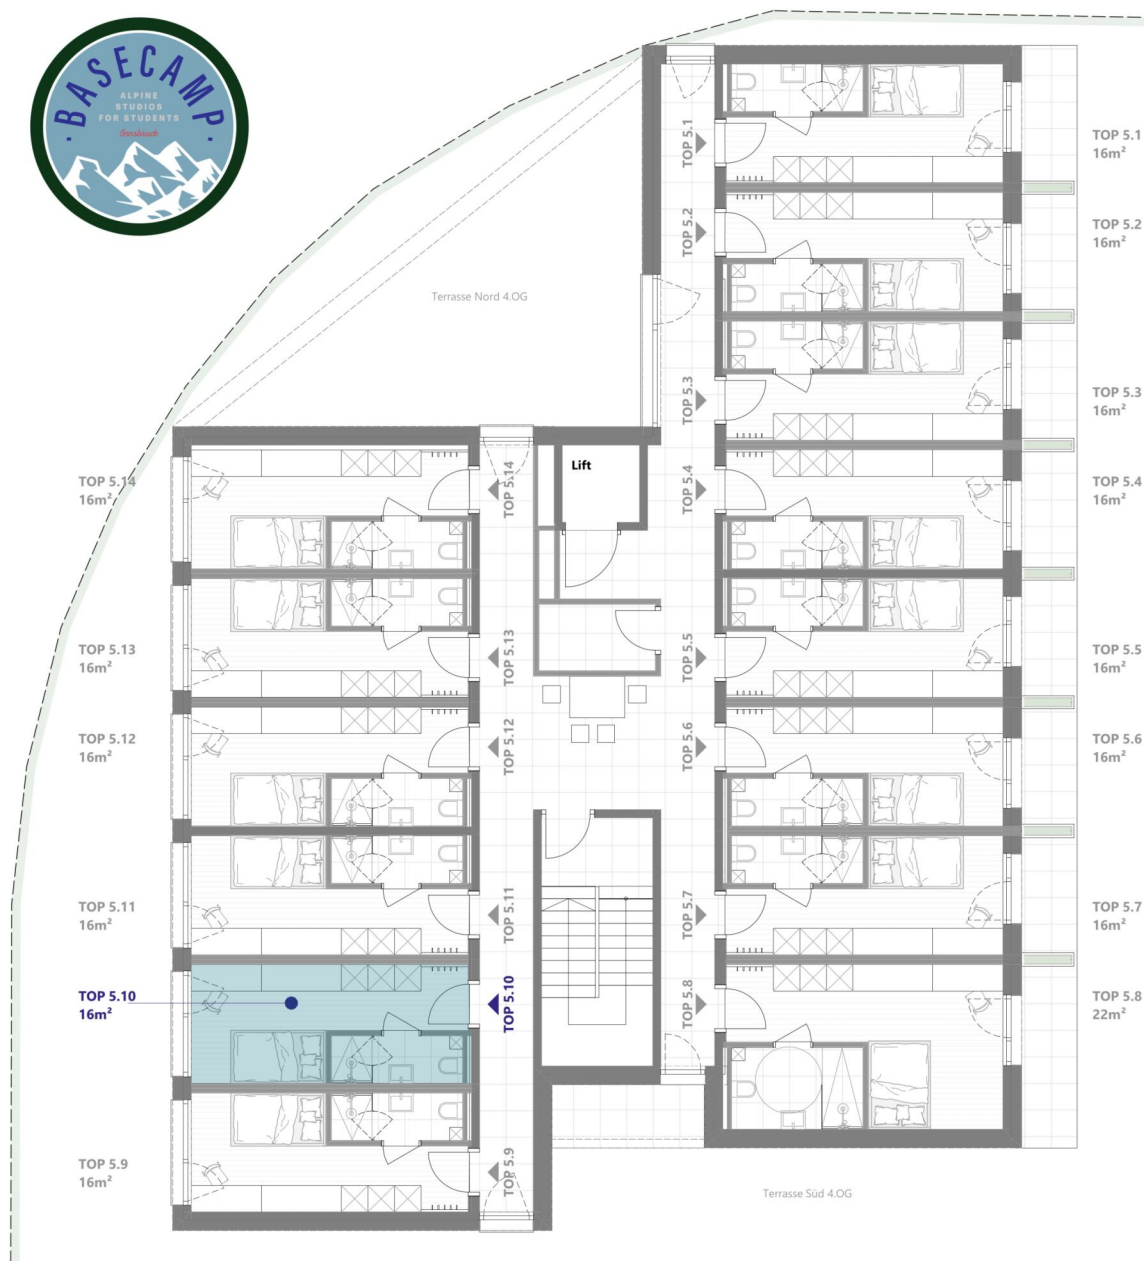 BASECAMP
ALPINE
STUDIOS
FOR STUDENTS
Innsbruck
Terrasse Nord 4.OG
Lift
TOP 5.1
TOP 5.2
TOP 5.3
TOP 5.4
TOP 5.5
TOP 5.6
TOP 5.7
TOP 5.8
TOP 5.14
TOP 5.13
TOP 5.12
TOP 5.11
TOP 5.10
TOP 5.9
TOP 5.14
16m²
TOP 5.13
16m²
TOP 5.12
16m²
TOP 5.11
16m²
TOP 5.10
16m²
TOP 5.9
16m²
TOP 5.1
16m²
TOP 5.2
16m²
TOP 5.3
16m²
TOP 5.4
16m²
TOP 5.5
16m²
TOP 5.6
16m²
TOP 5.7
16m²
TOP 5.8
22m²
Terrasse Süd 4.OG